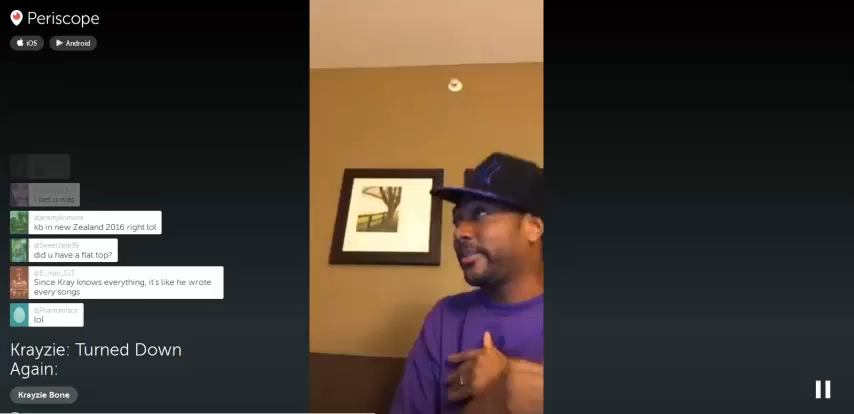 Periscope
iOS
Android
I bet u was
@jeremykomene
kb in new Zealand 2016 right lol
did u have a flat top?
Since Kray knows everything, it's like he wrote
every songs
lol
Krayzie: Turned Down
Again:
Krayzie Bone